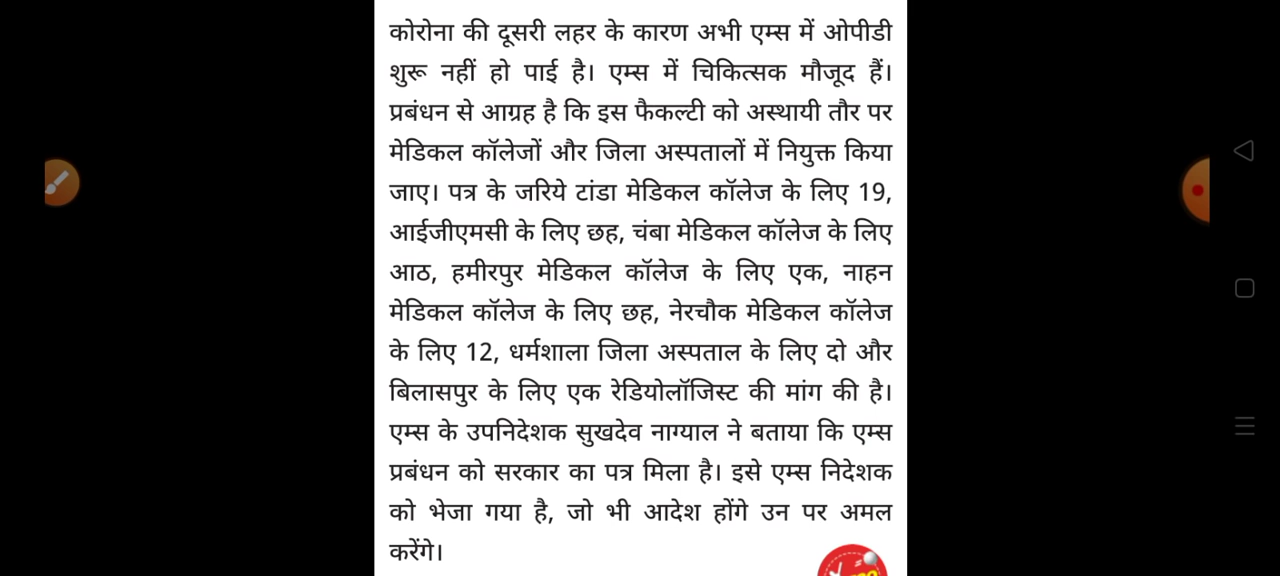 कोरोना की दूसरी लहर के कारण अभी एम्स में ओपीडी
शुरू नहीं हो पाई है। एम्स में चिकित्सक मौजूद हैं।
प्रबंधन से आग्रह है कि इस फैकल्टी को अस्थायी तौर पर
मेडिकल कॉलेजों और जिला अस्पतालों में नियुक्त किया
जाए। पत्र के जरिये टांडा मेडिकल कॉलेज के लिए 19,
आईजीएमसी के लिए छह, चंबा मेडिकल कॉलेज के लिए
आठ, हमीरपुर मेडिकल कॉलेज के लिए एक, नाहन
मेडिकल कॉलेज के लिए छह, नेरचौक मेडिकल कॉलेज
के लिए 12, धर्मशाला जिला अस्पताल के लिए दो और
बिलासपुर के लिए एक रेडियोलॉजिस्ट की मांग की है।
एम्स के उपनिदेशक सुखदेव नाग्याल ने बताया कि एम्स
प्रबंधन को सरकार का पत्र मिला है। इसे एम्स निदेशक
को भेजा गया है, जो भी आदेश होंगे उन पर अमल
करेंगे।